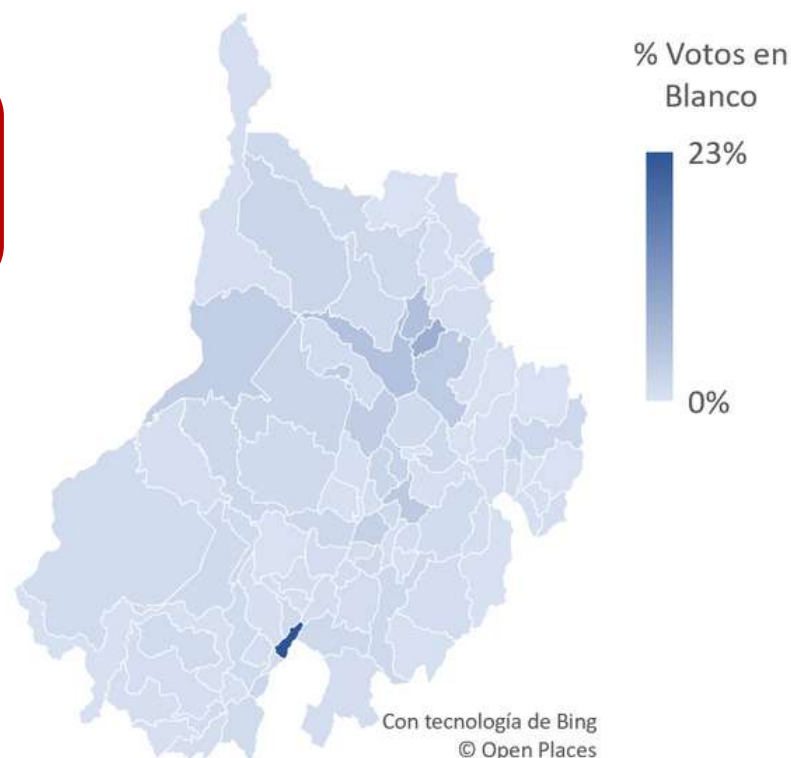 % Votos en
Blanco
23%
0%
Con tecnología de Bing
© Open Places